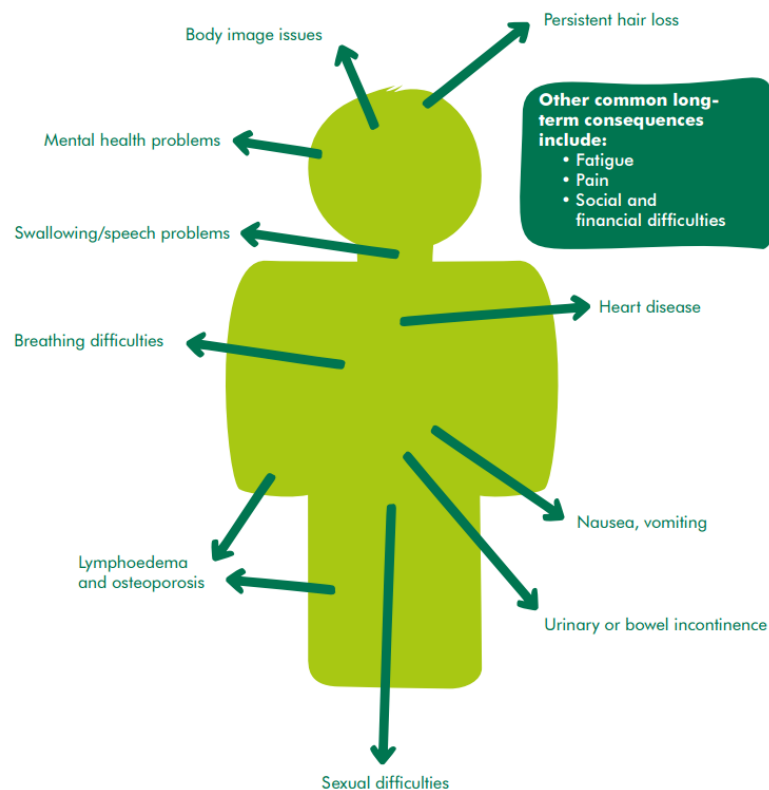 Persistent hair loss
Body image issues
Other common long-
term consequences
include:
• Fatigue
• Pain
• Social and
financial difficulties
Mental health problems
Swallowing/speech problems
Heart disease
Breathing difficulties
Nausea, vomiting
Lymphoedema
and osteoporosis
Urinary or bowel incontinence
Sexual difficulties